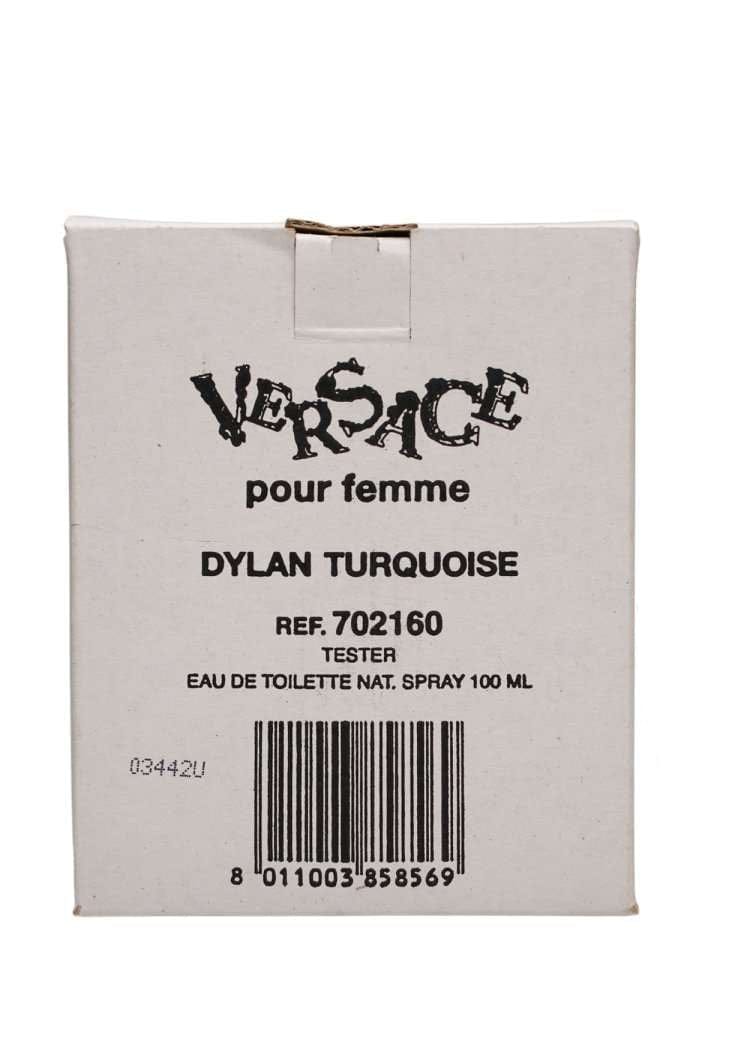 VERSACE
pour femme
DYLAN TURQUOISE
REF. 702160
TESTER
EAU DE TOILETTE NAT. SPRAY 100 ML
03442U
8 011003 858569